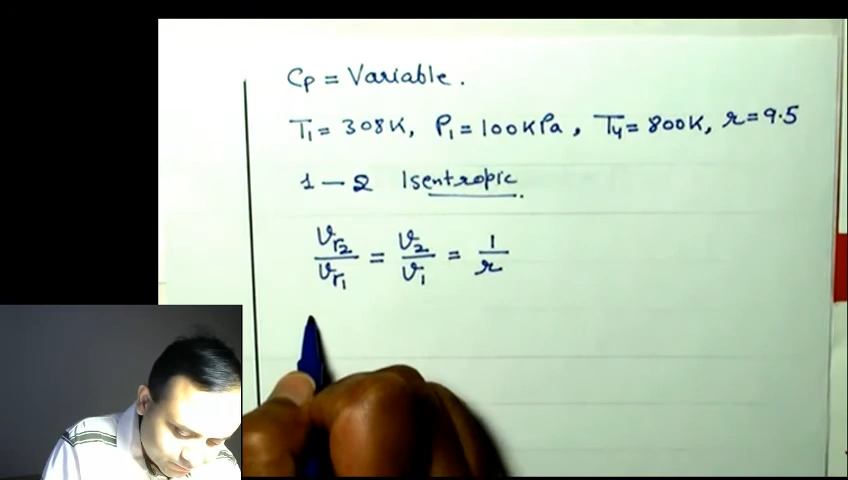 Cp = Variable.
T1 = 308K, P1 = 100KPa, T4 = 800K, r = 9.5
1 — 2 Isentropic.
vr2/vr1 = v2/v1 = 1/r